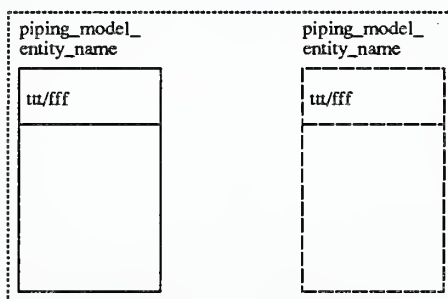 piping_model_
entity_name
ttt/fff
piping_model_
entity_name
ttt/fff